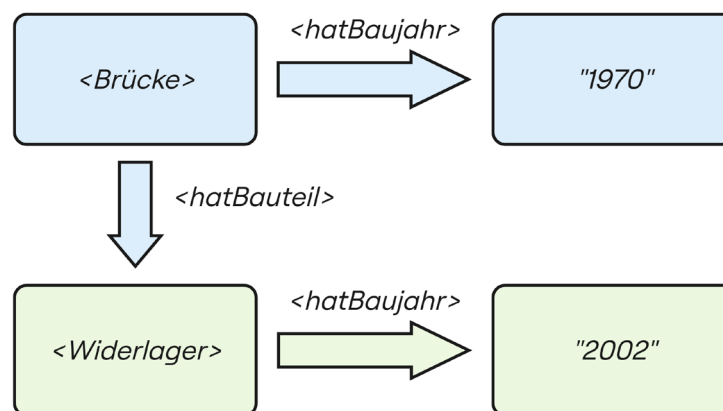 <hatBaujahr>
<Brücke>
"1970"
<hatBauteil>
<hatBaujahr>
<Widerlager>
"2002"